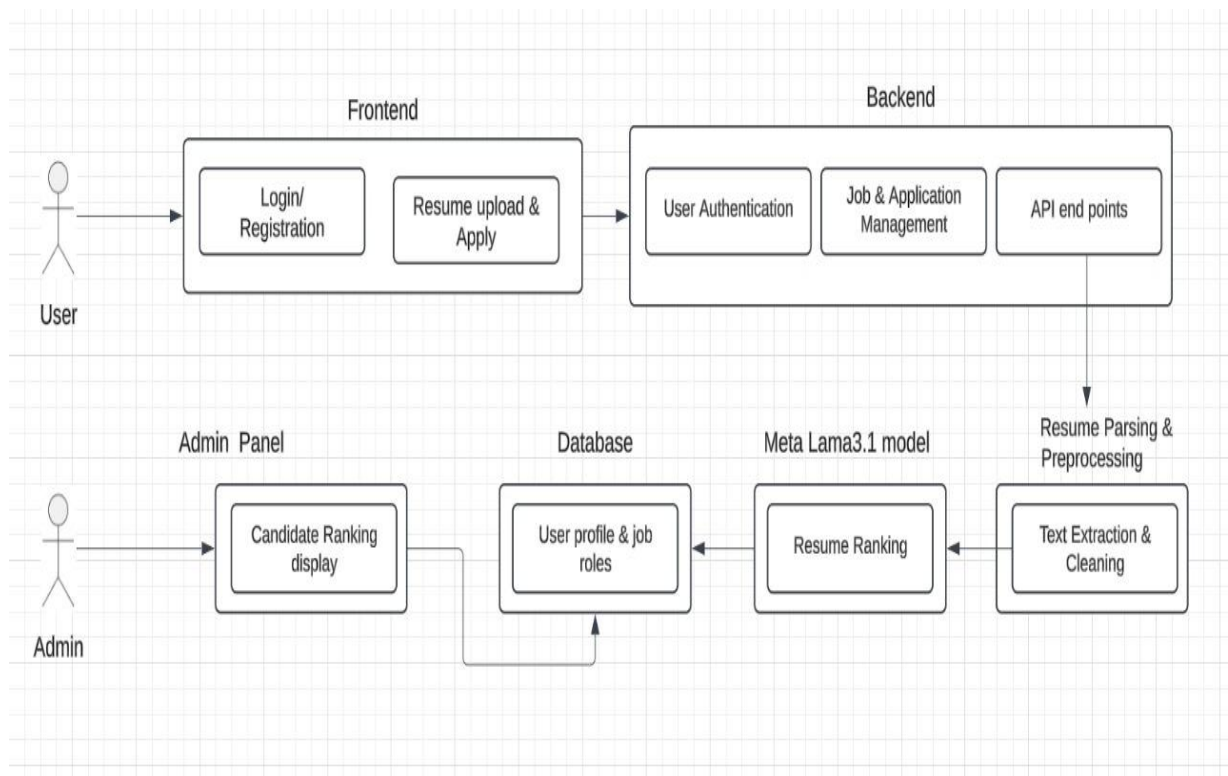 Frontend
Backend
Login/
Registration
Resume upload &
Apply
User Authentication
Job & Application
Management
API end points
User
Admin  Panel
Database
Meta Lama3.1 model
Resume Parsing &
Preprocessing
Candidate Ranking
display
User profile & job
roles
Resume Ranking
Text Extraction &
Cleaning
Admin